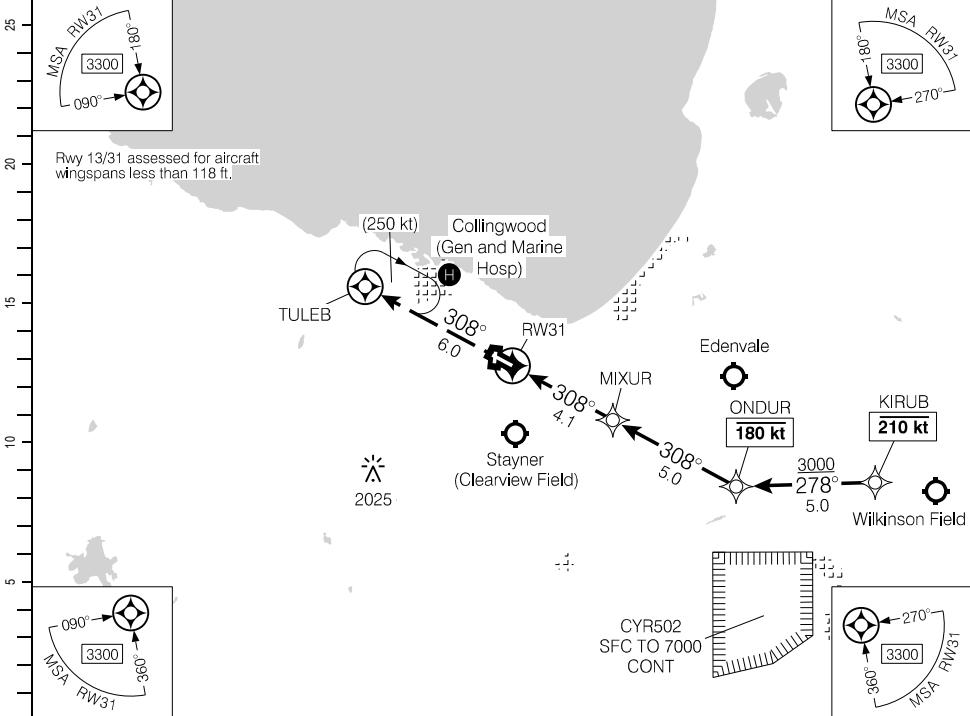 25
20
15
10
5
MSA RW31
180°
3300
090°
MSA RW31
180°
3300
270°
Rwy 13/31 assessed for aircraft
wingspans less than 118 ft.
(250 kt)
Collingwood
(Gen and Marine
Hosp)
H
TULEB
308°
6.0
RW31
Edenvale
MIXUR
308°
4.1
ONDUR
180 kt
KIRUB
210 kt
308°
5.0
Stayner
(Clearview Field)
2025
3000
278°
5.0
Wilkinson Field
CYR502
SFC TO 7000
CONT
090°
3300
360°
MSA RW31
270°
3300
360°
MSA RW31